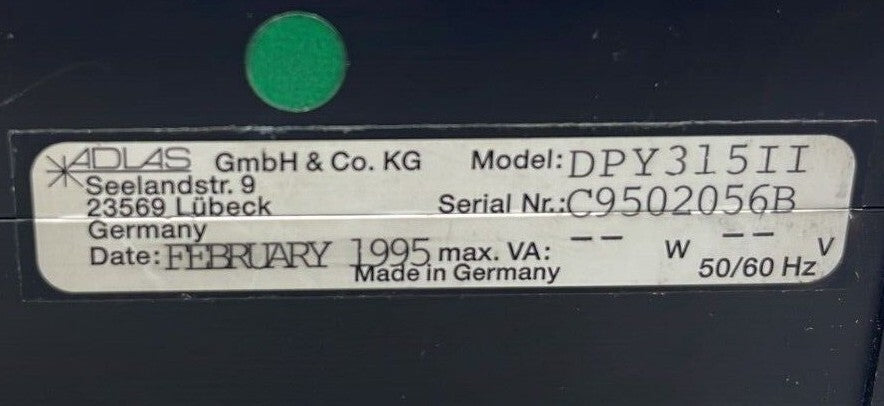 ADLAS GmbH & Co. KG Model: DPY315II
Seelandstr. 9
23569 Lübeck Serial Nr.: C9502056B
Germany
Date: FEBRUARY 1995 max. VA: -- W -- V
Made in Germany 50/60 Hz